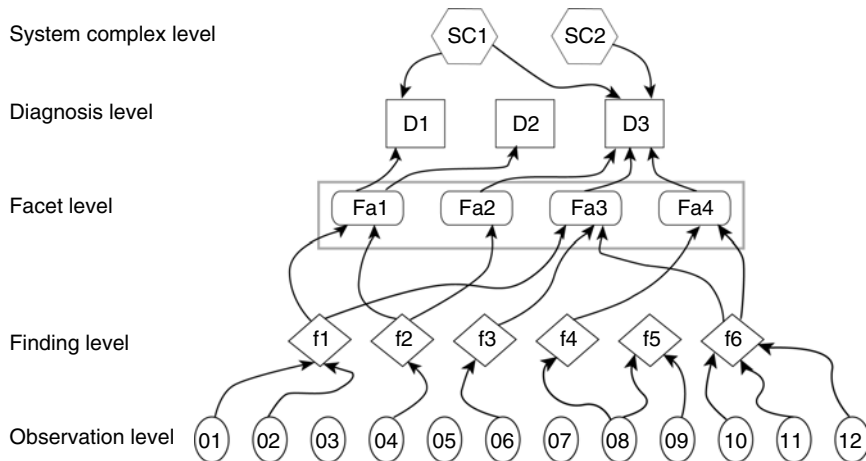 System complex level SC1 SC2
Diagnosis level D1 D2 D3
Facet level Fa1 Fa2 Fa3 Fa4
Finding level f1 f2 f3 f4 f5 f6
Observation level 01 02 03 04 05 06 07 08 09 10 11 12